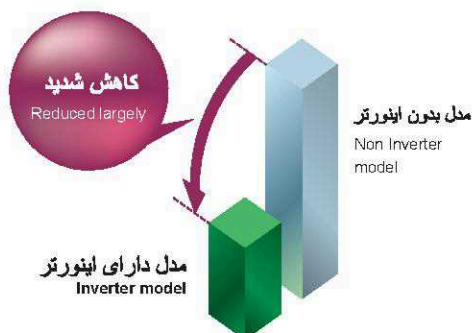 کاهش شدید
Reduced largely
مدل بدون اینورتر
Non Inverter
model
مدل دارای اینورتر
Inverter model